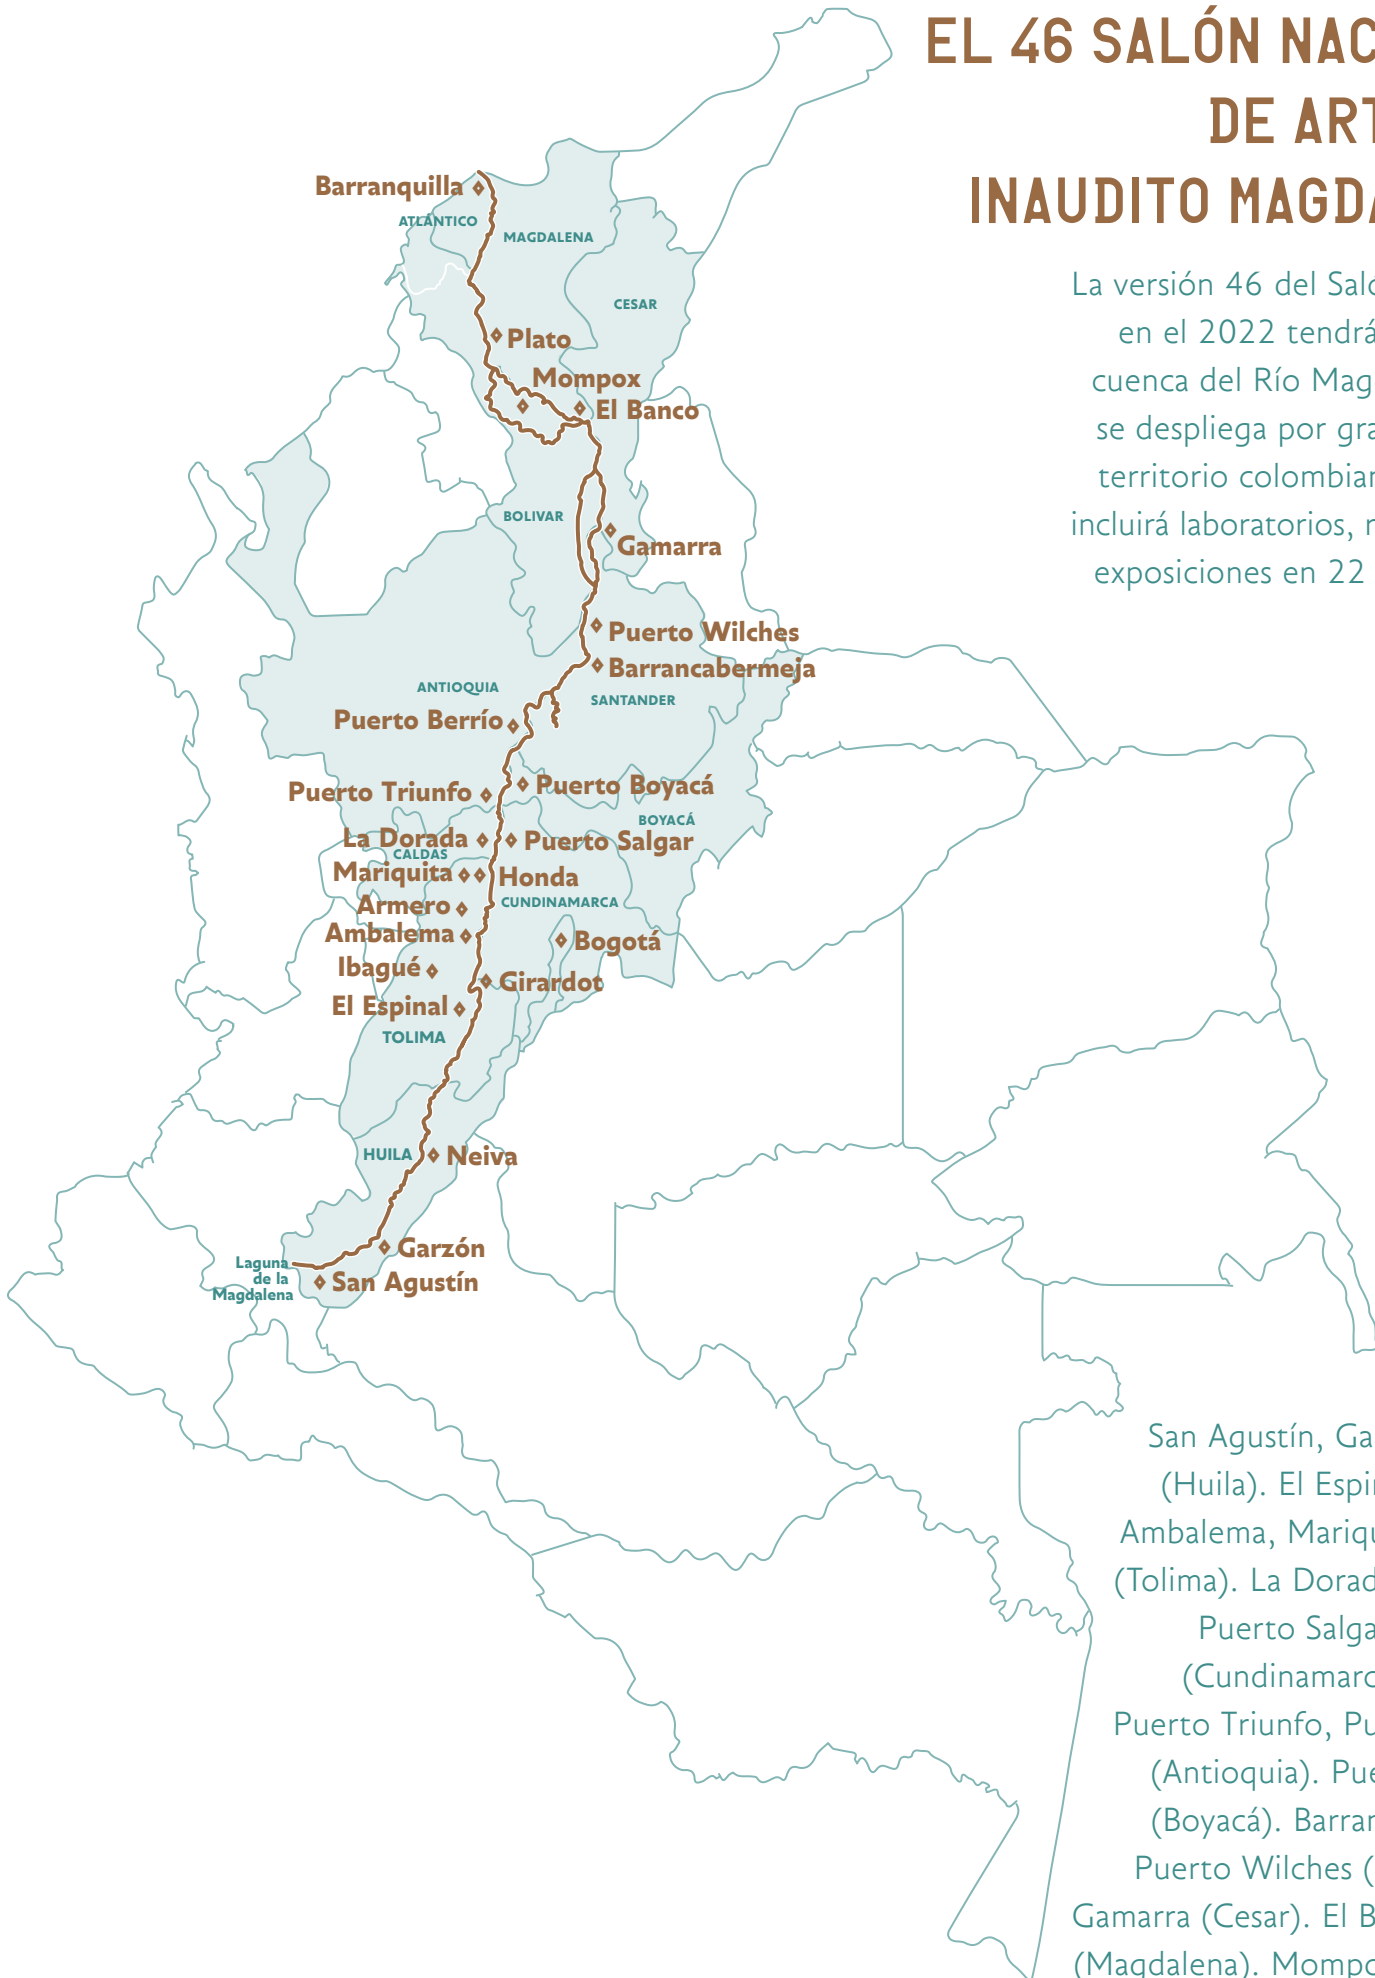 EL 46 SALÓN NAC
DE ART
INAUDITO MAGDA
La versión 46 del Saló
en el 2022 tendrá
cuenca del Río Mag
se despliega por gra
territorio colombian
incluirá laboratorios, r
exposiciones en 22
Barranquilla
ATLÁNTICO
MAGDALENA
CESAR
Plato
Mompox
El Banco
BOLIVAR
Gamarra
Puerto Wilches
Barrancabermeja
ANTIOQUIA
SANTANDER
Puerto Berrío
Puerto Triunfo
Puerto Boyacá
BOYACÁ
La Dorada
Puerto Salgar
CALDAS
Mariquita
Honda
Armero
CUNDINAMARCA
Ambalema
Bogotá
Ibagué
Girardot
El Espinal
TOLIMA
HUILA
Neiva
Garzón
Laguna
de la
Magdalena
San Agustín
San Agustín, Ga
(Huila). El Espin
Ambalema, Mariqu
(Tolima). La Dorad
Puerto Salga
(Cundinamarc
Puerto Triunfo, Pu
(Antioquia). Pue
(Boyacá). Barran
Puerto Wilches (
Gamarra (Cesar). El B
(Magdalena). Mompo